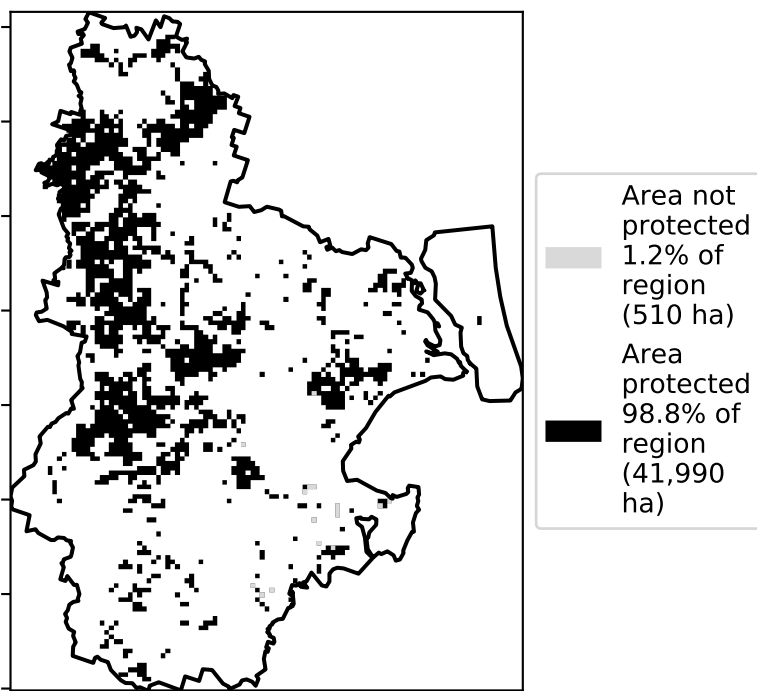 Area not
protected
1.2% of
region
(510 ha)
Area
protected
98.8% of
region
(41,990
ha)